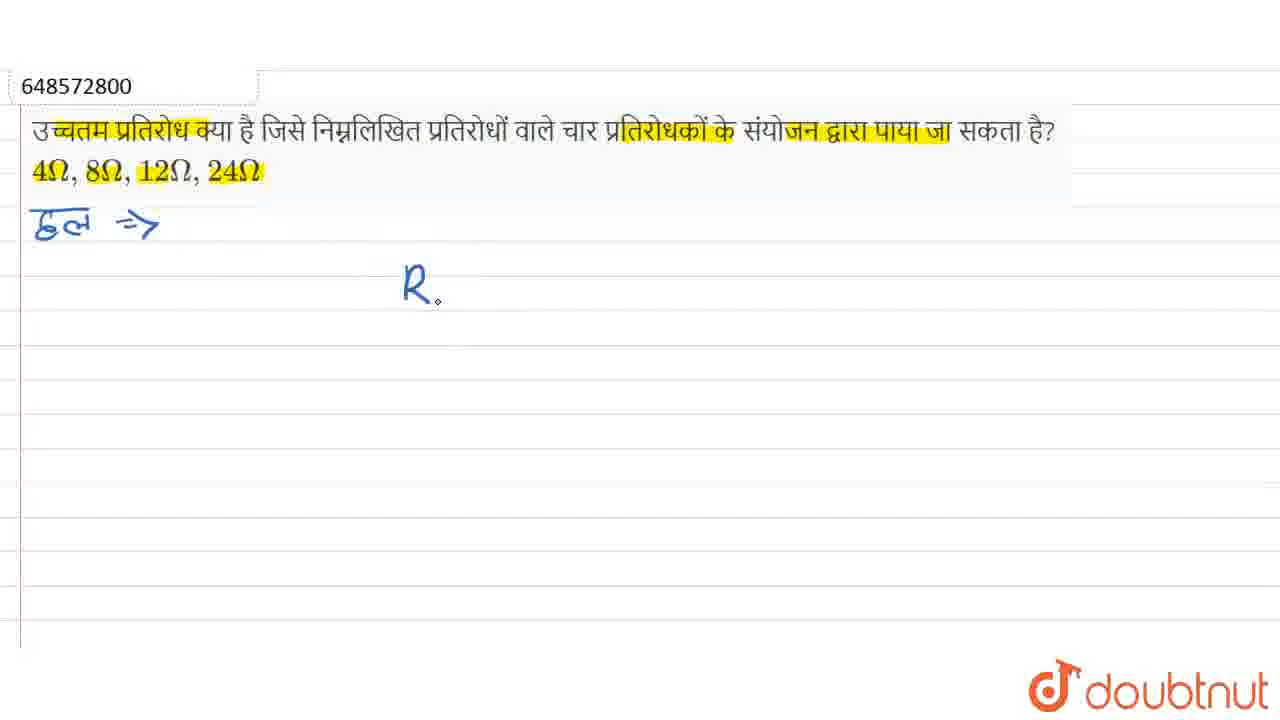 648572800
उच्चतम प्रतिरोध क्या है जिसे निम्नलिखित प्रतिरोधों वाले चार प्रतिरोधकों के संयोजन द्वारा पाया जा सकता है?
4Ω, 8Ω, 12Ω, 24Ω
हल ⇒
R
doubtnut